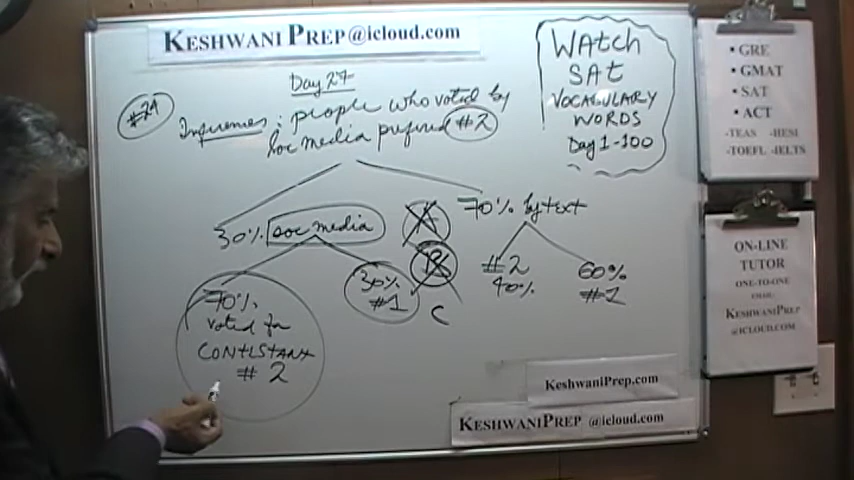 KESHWANIPREP@icloud.com
Day 27
#29
Inferences : people who voted by
Soc media prefered #2
WAtch
SAt
VOCABULARY
WORDS
Day 1-100
30% soc media
A
70% by text
B
C
70%
voted for
CONTESTANT
# 2
30%
#1
#2
40%
60%
#1
• GRE
• GMAT
• SAT
• ACT
-TEAS -HESI
-TOEFL -IELTS
ON-LINE
TUTOR
ONE-TO-ONE
EMAIL
KESHWANIPREP
@ICLOUD.COM
KeshwaniPrep.com
KESHWANIPREP @icloud.com